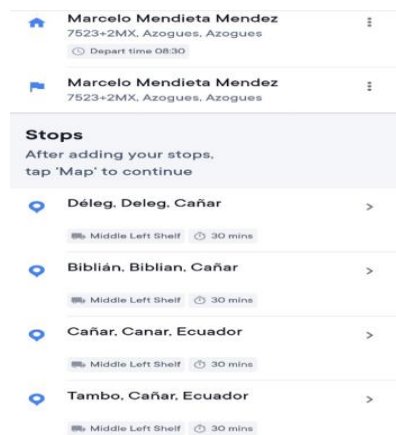 Marcelo Mendieta Mendez
7523+2MX, Azogues, Azogues
Depart time 08:30
Marcelo Mendieta Mendez
7523+2MX, Azogues, Azogues
Stops
After adding your stops,
tap 'Map' to continue
Déleg, Deleg, Cañar
Middle Left Shelf 30 mins
Biblián, Biblian, Cañar
Middle Left Shelf 30 mins
Cañar, Canar, Ecuador
Middle Left Shelf 30 mins
Tambo, Cañar, Ecuador
Middle Left Shelf 30 mins